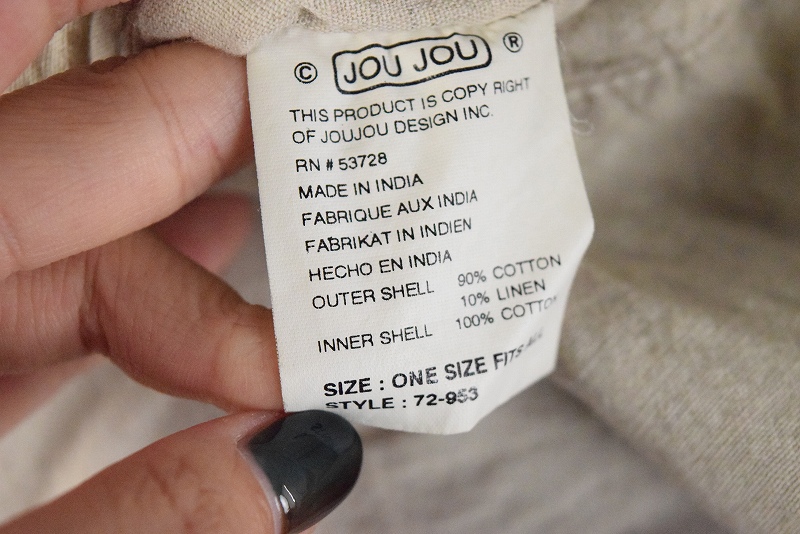 © JOU JOU ®
THIS PRODUCT IS COPY RIGHT
OF JOUJOU DESIGN INC.
RN # 53728
MADE IN INDIA
FABRIQUE AUX INDIA
FABRIKAT IN INDIEN
HECHO EN INDIA
OUTER SHELL 90% COTTON
10% LINEN
INNER SHELL 100% COTTON
SIZE : ONE SIZE FITS ALL
STYLE : 72-953